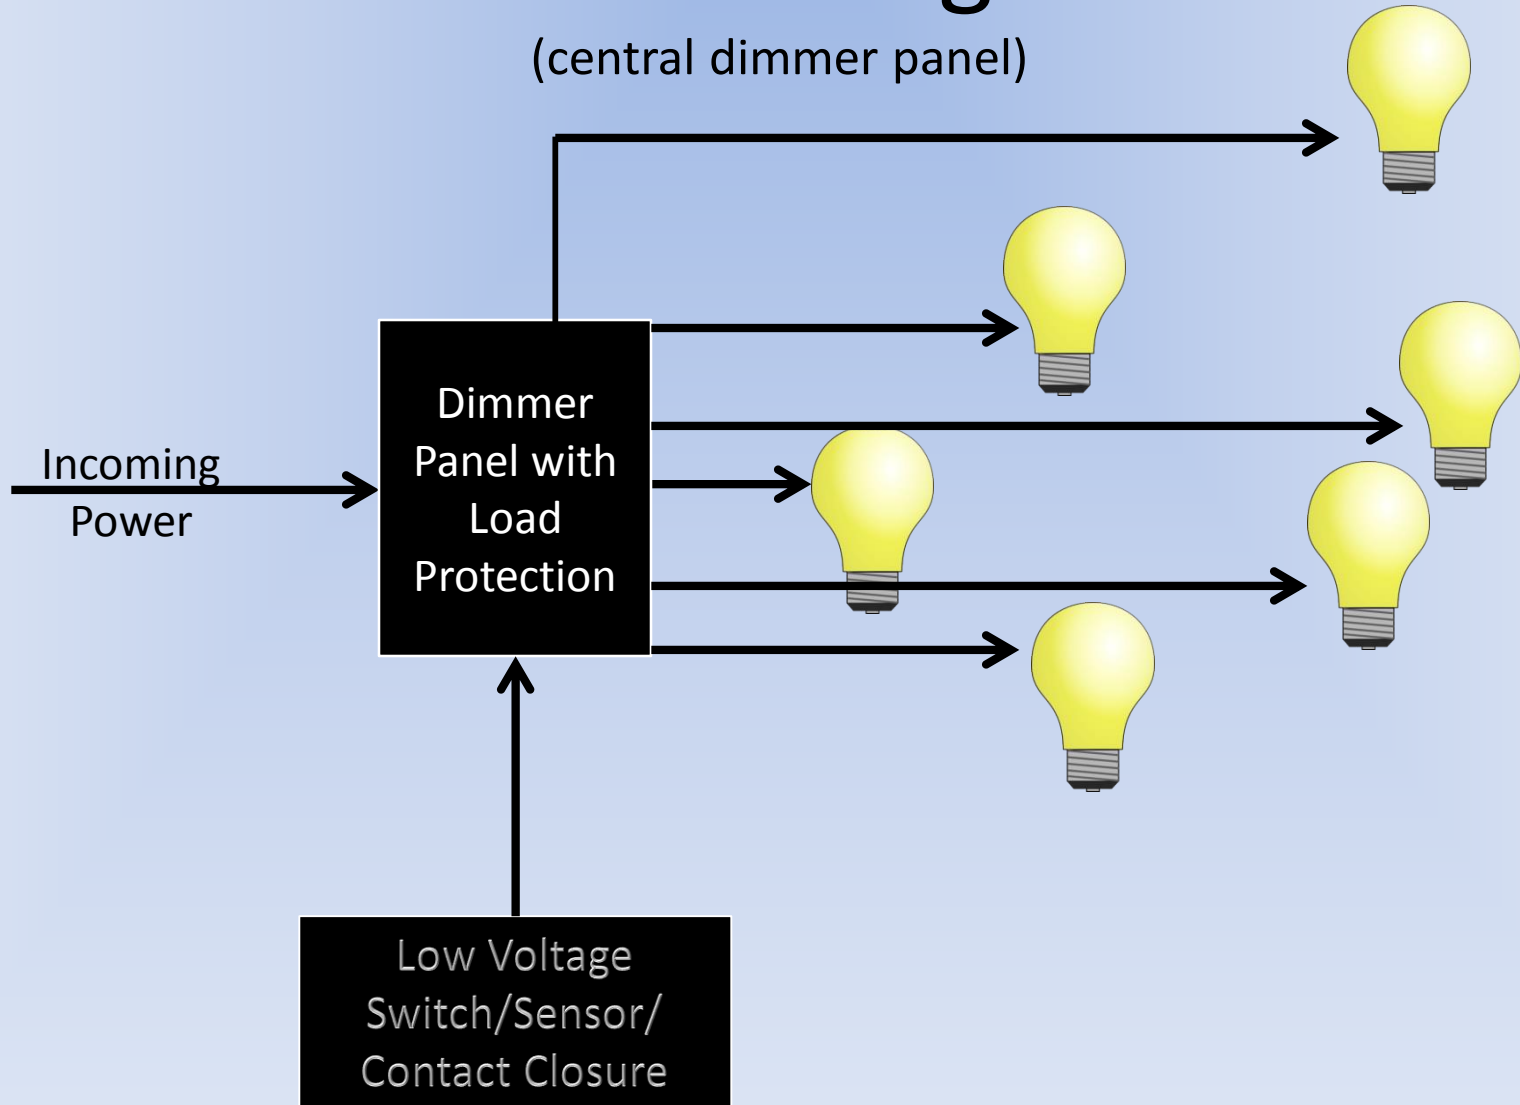 (central dimmer panel)
Incoming
Power
Dimmer
Panel with
Load
Protection
Low Voltage
Switch/Sensor/
Contact Closure